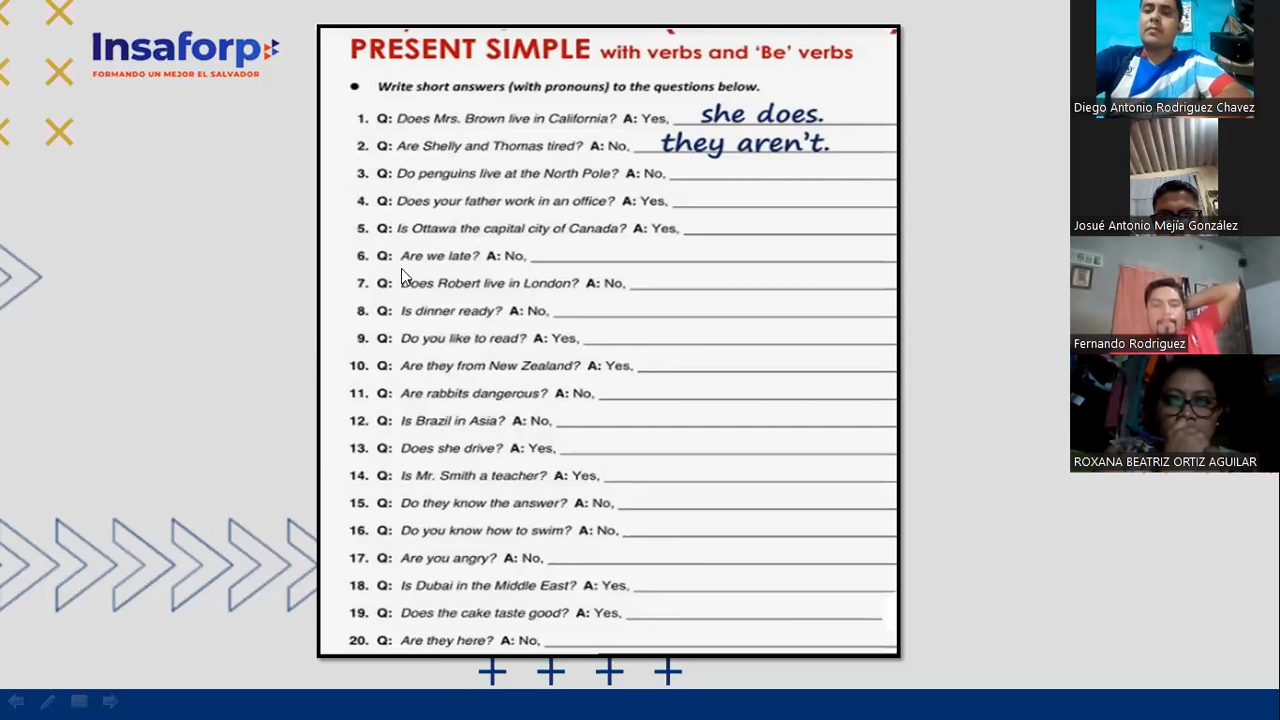 Insaforp
FORMANDO UN MEJOR EL SALVADOR
PRESENT SIMPLE with verbs and ‘Be’ verbs
● Write short answers (with pronouns) to the questions below.
1. Q: Does Mrs. Brown live in California? A: Yes, she does.
2. Q: Are Shelly and Thomas tired? A: No, they aren't.
3. Q: Do penguins live at the North Pole? A: No,
4. Q: Does your father work in an office? A: Yes,
5. Q: Is Ottawa the capital city of Canada? A: Yes,
6. Q: Are we late? A: No,
7. Q: Does Robert live in London? A: No,
8. Q: Is dinner ready? A: No,
9. Q: Do you like to read? A: Yes,
10. Q: Are they from New Zealand? A: Yes,
11. Q: Are rabbits dangerous? A: No,
12. Q: Is Brazil in Asia? A: No,
13. Q: Does she drive? A: Yes,
14. Q: Is Mr. Smith a teacher? A: Yes,
15. Q: Do they know the answer? A: No,
16. Q: Do you know how to swim? A: No,
17. Q: Are you angry? A: No,
18. Q: Is Dubai in the Middle East? A: Yes,
19. Q: Does the cake taste good? A: Yes,
20. Q: Are they here? A: No,
Diego Antonio Rodriguez Chavez
Josué Antonio Mejía González
Fernando Rodriguez
ROXANA BEATRIZ ORTIZ AGUILAR